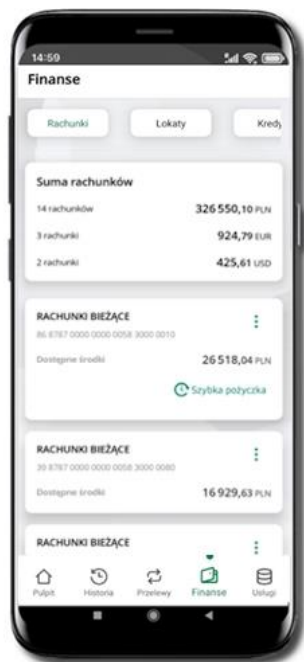 14:59
Finanse
Rachunki Lokaty Kredy
Suma rachunków
14 rachunków 326 550,10 PLN
3 rachunki 924,79 EUR
2 rachunki 425,61 USD
RACHUNKI BIEŻĄCE
86 8787 0000 0000 0058 3000 0010
Dostępne środki 26 518,04 PLN
Szybka pożyczka
RACHUNKI BIEŻĄCE
39 8787 0000 0000 0058 3000 0080
Dostępne środki 16 929,63 PLN
RACHUNKI BIEŻĄCE
Pulpit Historia Przelewy Finanse Usługi